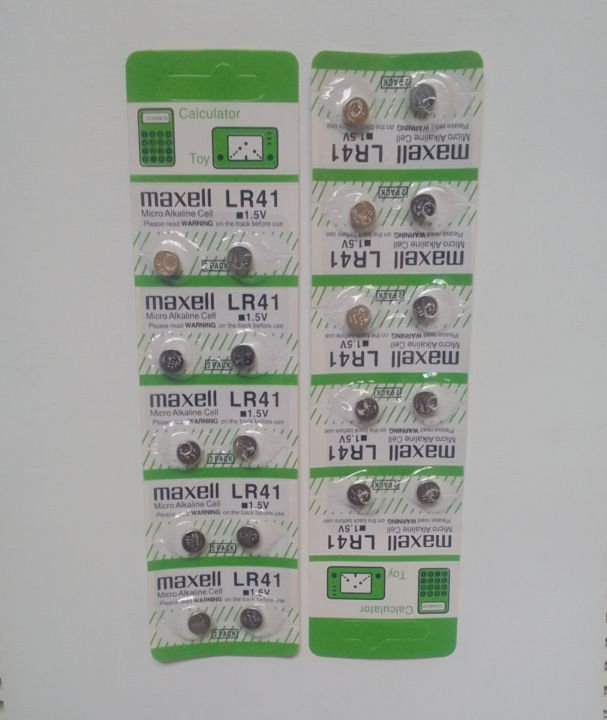 Calculator
12345678
Toy
maxell LR41
Micro Alkaline Cell ■1.5V
Please read WARNING on the back before use
2 PACK
maxell LR41
Micro Alkaline Cell ■1.5V
Please read WARNING on the back before use
2 PACK
maxell LR41
Micro Alkaline Cell ■1.5V
Please read WARNING on the back before use
2 PACK
maxell LR41
Micro Alkaline Cell ■1.5V
Please read WARNING on the back before use
2 PACK
maxell LR41
Micro Alkaline Cell ■1.5V
Please read WARNING on the back before use
2 PACK
Calculator
12345678
Toy
maxell LR41
Micro Alkaline Cell ■1.5V
Please read WARNING on the back before use
2 PACK
maxell LR41
Micro Alkaline Cell ■1.5V
Please read WARNING on the back before use
2 PACK
maxell LR41
Micro Alkaline Cell ■1.5V
Please read WARNING on the back before use
2 PACK
maxell LR41
Micro Alkaline Cell ■1.5V
Please read WARNING on the back before use
2 PACK
maxell LR41
Micro Alkaline Cell ■1.5V
Please read WARNING on the back before use
2 PACK